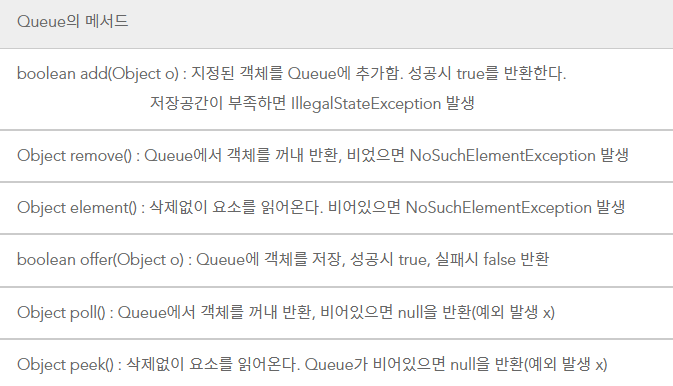 Queue의 메서드
boolean add(Object o) : 지정된 객체를 Queue에 추가함. 성공시 true를 반환한다.
저장공간이 부족하면 IllegalStateException 발생
Object remove() : Queue에서 객체를 꺼내 반환, 비었으면 NoSuchElementException 발생
Object element() : 삭제없이 요소를 읽어온다. 비어있으면 NoSuchElementException 발생
boolean offer(Object o) : Queue에 객체를 저장, 성공시 true, 실패시 false 반환
Object poll() : Queue에서 객체를 꺼내 반환, 비어있으면 null을 반환(예외 발생 x)
Object peek() : 삭제없이 요소를 읽어온다. Queue가 비어있으면 null을 반환(예외 발생 x)